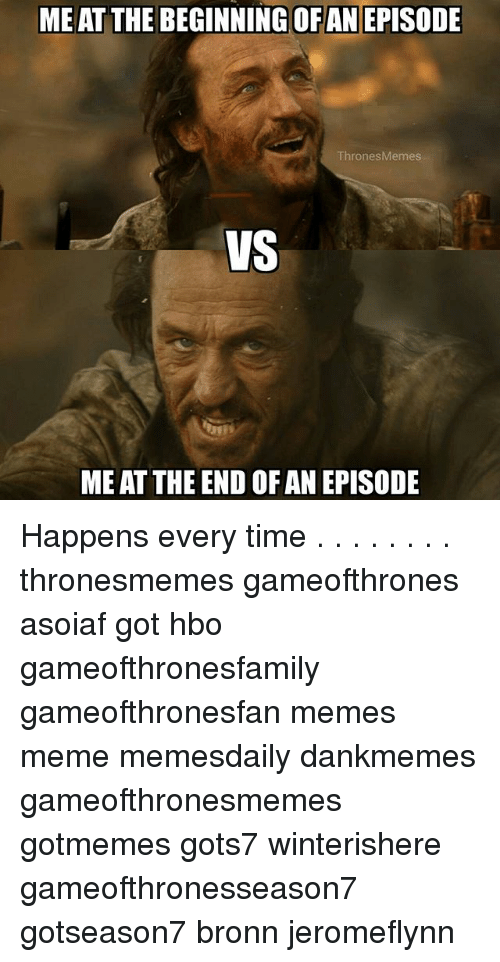 ME AT THE BEGINNING OF AN EPISODE
ThronesMemes
VS
ME AT THE END OF AN EPISODE
Happens every time . . . . . . . .
thronesmemes gameofthrones
asoiaf got hbo
gameofthronesfamily
gameofthronesfan memes
meme memesdaily dankmemes
gameofthronesmemes
gotmemes gots7 winterishere
gameofthronesseason7
gotseason7 bronn jeromeflynn